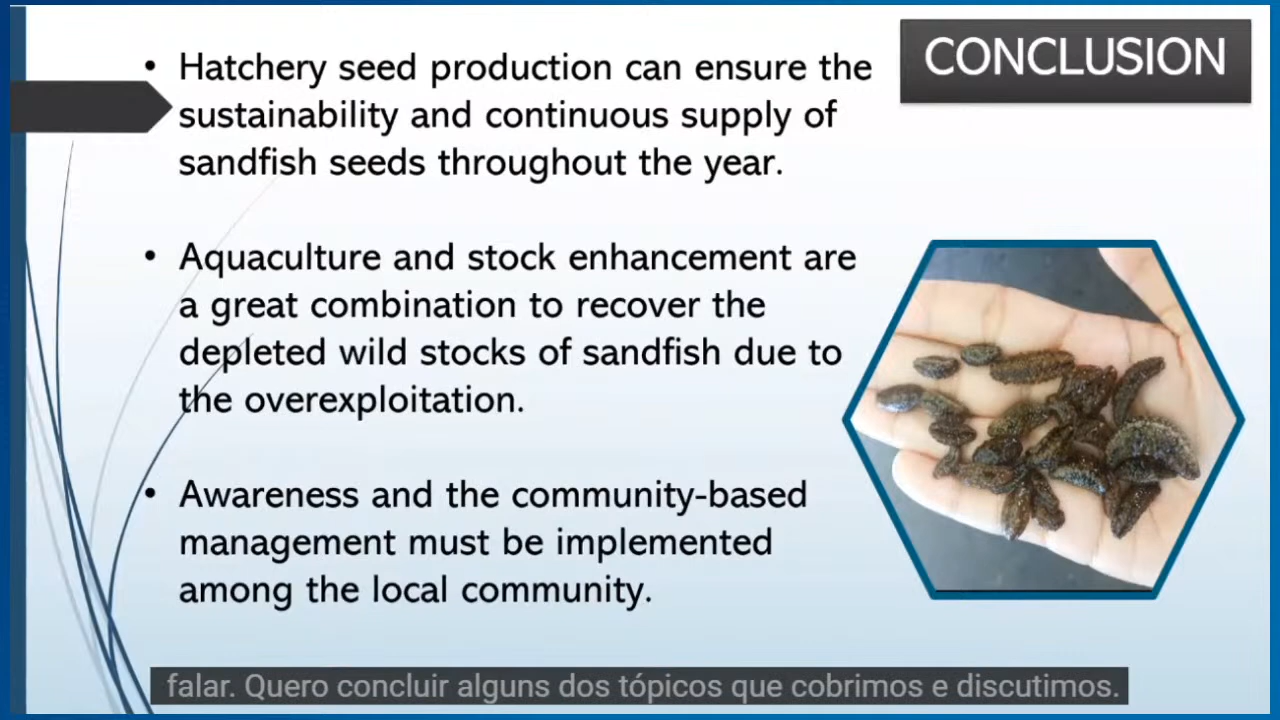 CONCLUSION
• Hatchery seed production can ensure the
sustainability and continuous supply of
sandfish seeds throughout the year.
• Aquaculture and stock enhancement are
a great combination to recover the
depleted wild stocks of sandfish due to
the overexploitation.
• Awareness and the community-based
management must be implemented
among the local community.
falar. Quero concluir alguns dos tópicos que cobrimos e discutimos.